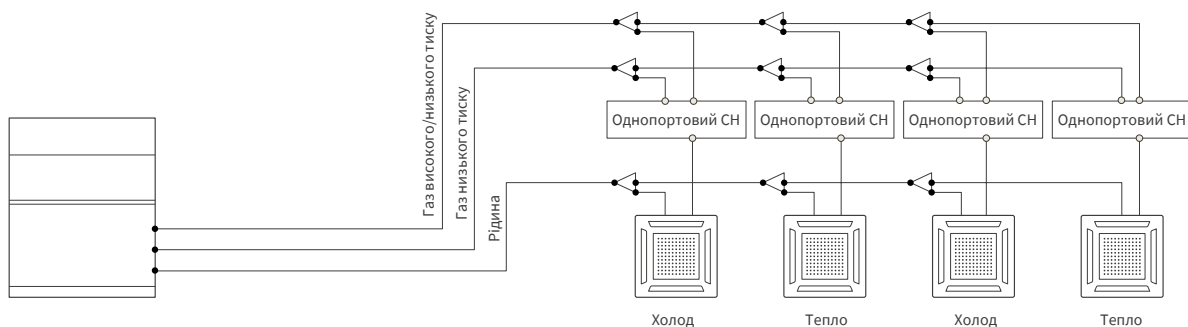 Газ високого/низького тиску
Газ низького тиску
Рідина
Однопортовий CH
Однопортовий CH
Однопортовий CH
Однопортовий CH
Холод
Тепло
Холод
Тепло